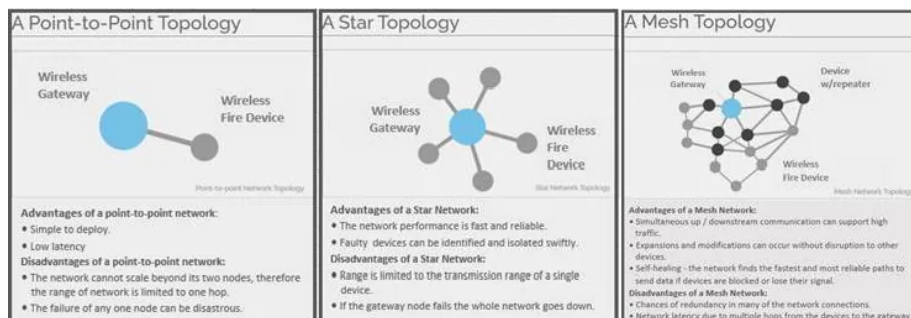 A Point-to-Point Topology
Wireless
Gateway
Wireless
Fire Device
Point-to-point Network Topology
Advantages of a point-to-point network:
• Simple to deploy.
• Low latency
Disadvantages of a point-to-point network:
• The network cannot scale beyond its two nodes, therefore
the range of network is limited to one hop.
• The failure of any one node can be disastrous.
A Star Topology
Wireless
Gateway
Wireless
Fire
Device
Star Network Topology
Advantages of a Star Network:
• The network performance is fast and reliable.
• Faulty devices can be identified and isolated swiftly.
Disadvantages of a Star Network:
• Range is limited to the transmission range of a single
device.
• If the gateway node fails the whole network goes down.
A Mesh Topology
Wireless
Gateway
Device
w/repeater
Wireless
Fire Device
Mesh Network Topology
Advantages of a Mesh Network:
• Simultaneous up / downstream communication can support high
traffic.
• Expansions and modifications can occur without disruption to other
devices.
• Self-healing - the network finds the fastest and most reliable paths to
send data if devices are blocked or lose their signal.
Disadvantages of a Mesh Network:
• Chances of redundancy in many of the network connections.
• Network latency due to multiple hops from the devices to the gateway